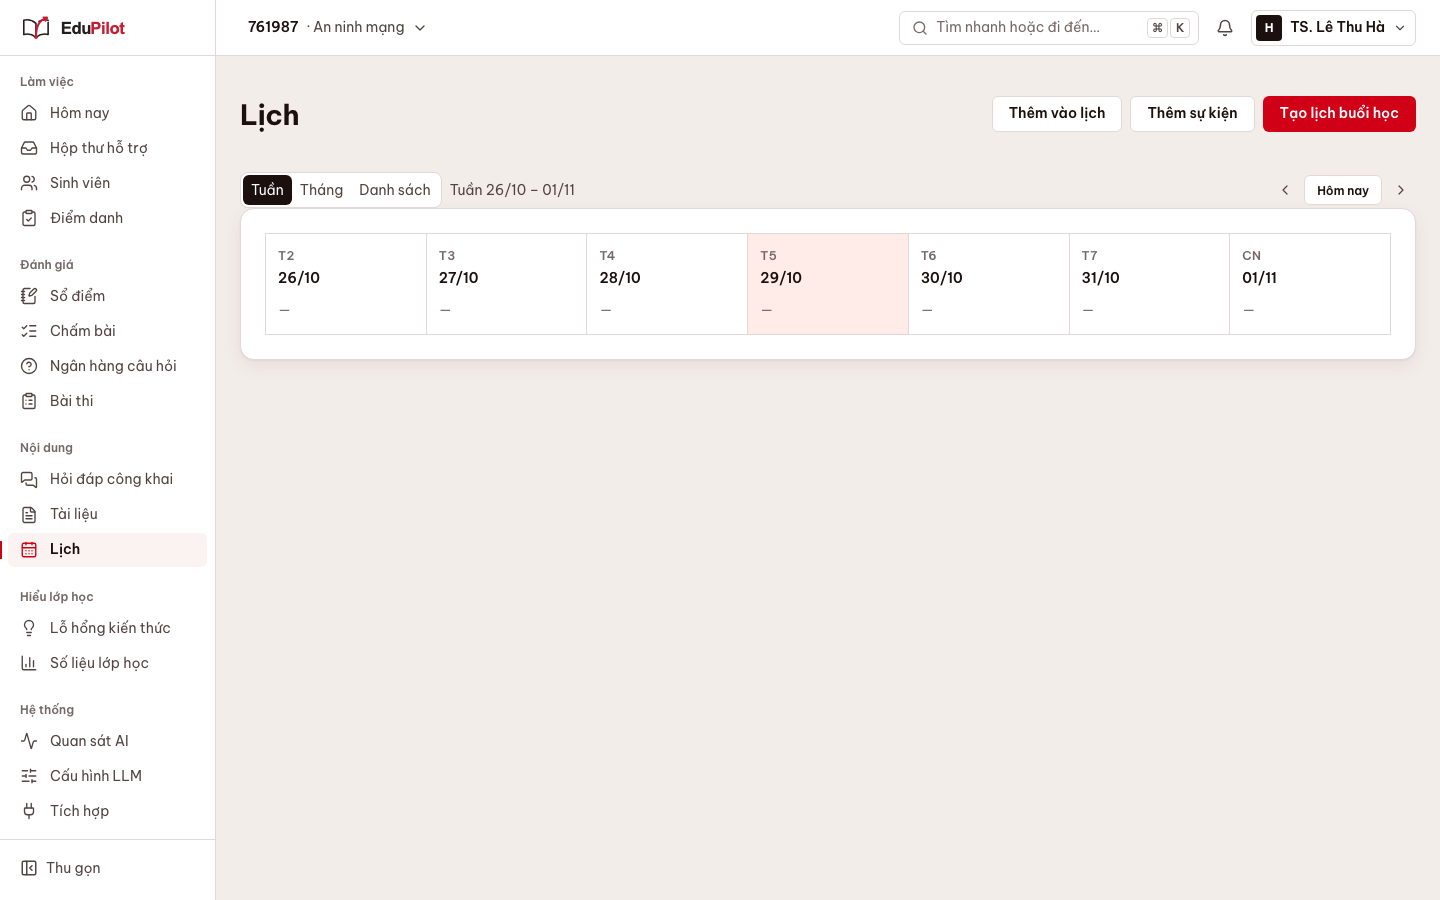 EduPilot
761987 · An ninh mạng
Tìm nhanh hoặc đi đến...
⌘ K
H
TS. Lê Thu Hà
Làm việc
Hôm nay
Hộp thư hỗ trợ
Sinh viên
Điểm danh
Đánh giá
Sổ điểm
Chấm bài
Ngân hàng câu hỏi
Bài thi
Nội dung
Hỏi đáp công khai
Tài liệu
Lịch
Hiểu lớp học
Lỗ hổng kiến thức
Số liệu lớp học
Hệ thống
Quan sát AI
Cấu hình LLM
Tích hợp
Thu gọn
Lịch
Thêm vào lịch
Thêm sự kiện
Tạo lịch buổi học
Tuần Tháng Danh sách Tuần 26/10 – 01/11
Hôm nay
T2 T3 T4 T5 T6 T7 CN
26/10 27/10 28/10 29/10 30/10 31/10 01/11
— — — — — — —